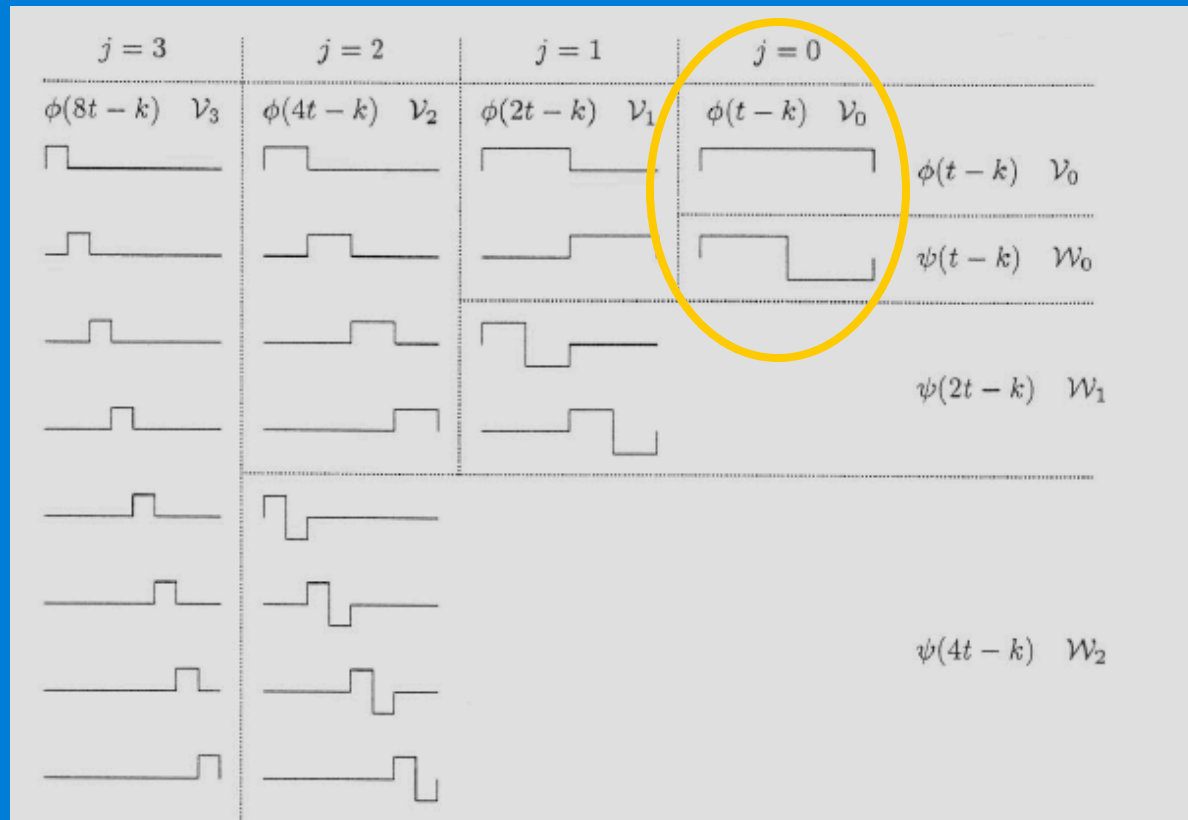 j = 3 j = 2 j = 1 j = 0
ϕ(8t − k) 𝒱₃ ϕ(4t − k) 𝒱₂ ϕ(2t − k) 𝒱₁ ϕ(t − k) 𝒱₀
ϕ(t − k) 𝒱₀
ψ(t − k) 𝒲₀
ψ(2t − k) 𝒲₁
ψ(4t − k) 𝒲₂